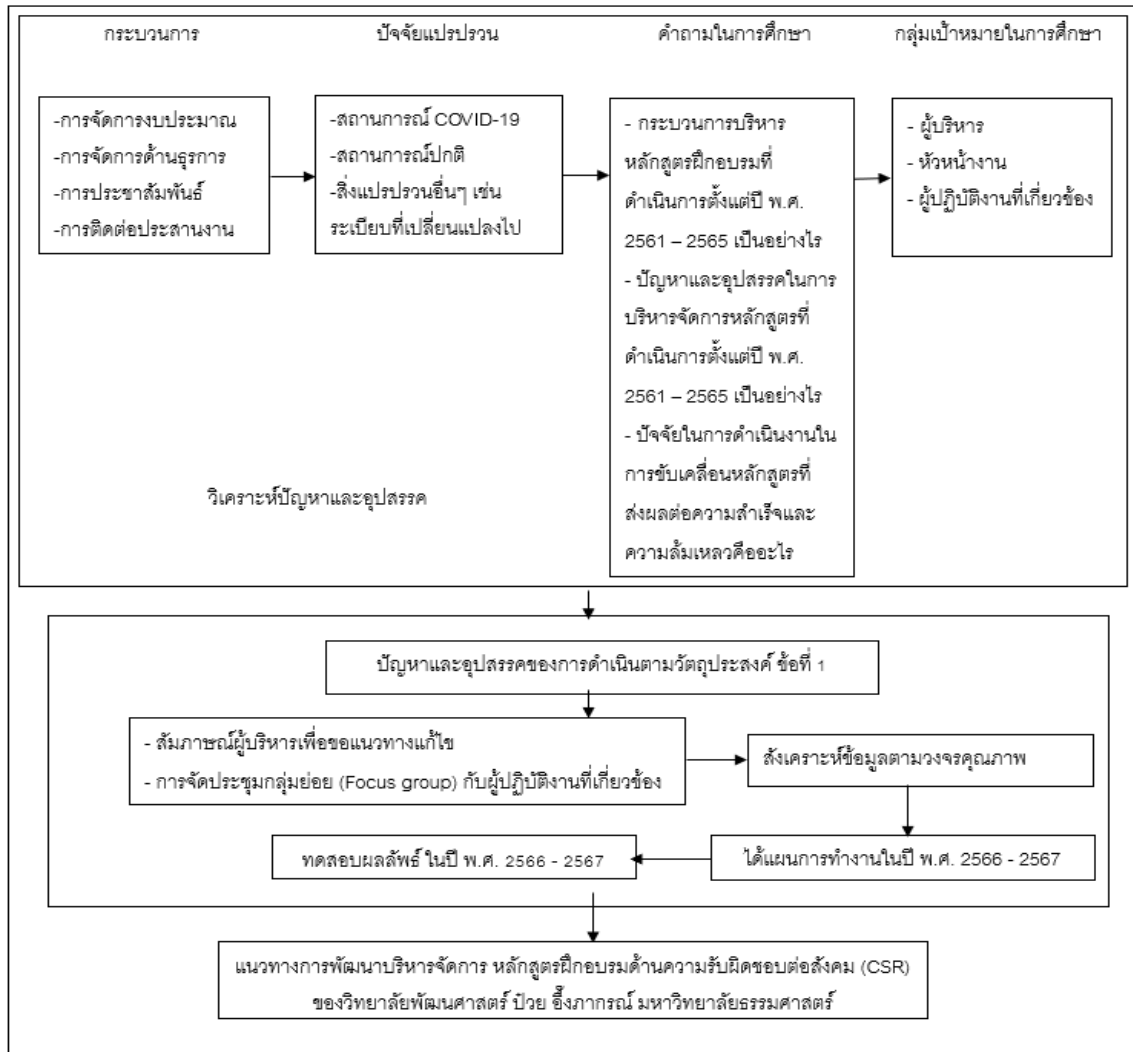 กระบวนการ
ปัจจัยแปรปรวน
คำถามในการศึกษา
กลุ่มเป้าหมายในการศึกษา
-การจัดการงบประมาณ
-การจัดการด้านธุรการ
-การประชาสัมพันธ์
-การติดต่อประสานงาน
-สถานการณ์ COVID-19
-สถานการณ์ปกติ
-สิ่งแปรปรวนอื่นๆ เช่น
ระเบียบที่เปลี่ยนแปลงไป
- กระบวนการบริหาร
หลักสูตรฝึกอบรมที่
ดำเนินการตั้งแต่ปี พ.ศ.
2561 – 2565 เป็นอย่างไร
- ปัญหาและอุปสรรคในการ
บริหารจัดการหลักสูตรที่
ดำเนินการตั้งแต่ปี พ.ศ.
2561 – 2565 เป็นอย่างไร
- ปัจจัยในการดำเนินงานใน
การขับเคลื่อนหลักสูตรที่
ส่งผลต่อความสำเร็จและ
ความล้มเหลวคืออะไร
- ผู้บริหาร
- หัวหน้างาน
- ผู้ปฏิบัติงานที่เกี่ยวข้อง
วิเคราะห์ปัญหาและอุปสรรค
ปัญหาและอุปสรรคของการดำเนินตามวัตถุประสงค์ ข้อที่ 1
- สัมภาษณ์ผู้บริหารเพื่อขอแนวทางแก้ไข
- การจัดประชุมกลุ่มย่อย (Focus group) กับผู้ปฏิบัติงานที่เกี่ยวข้อง
สังเคราะห์ข้อมูลตามวงจรคุณภาพ
ได้แผนการทำงานในปี พ.ศ. 2566 - 2567
ทดสอบผลลัพธ์ ในปี พ.ศ. 2566 - 2567
แนวทางการพัฒนาบริหารจัดการ หลักสูตรฝึกอบรมด้านความรับผิดชอบต่อสังคม (CSR)
ของวิทยาลัยพัฒนศาสตร์ ป๋วย อึ๊งภากรณ์ มหาวิทยาลัยธรรมศาสตร์